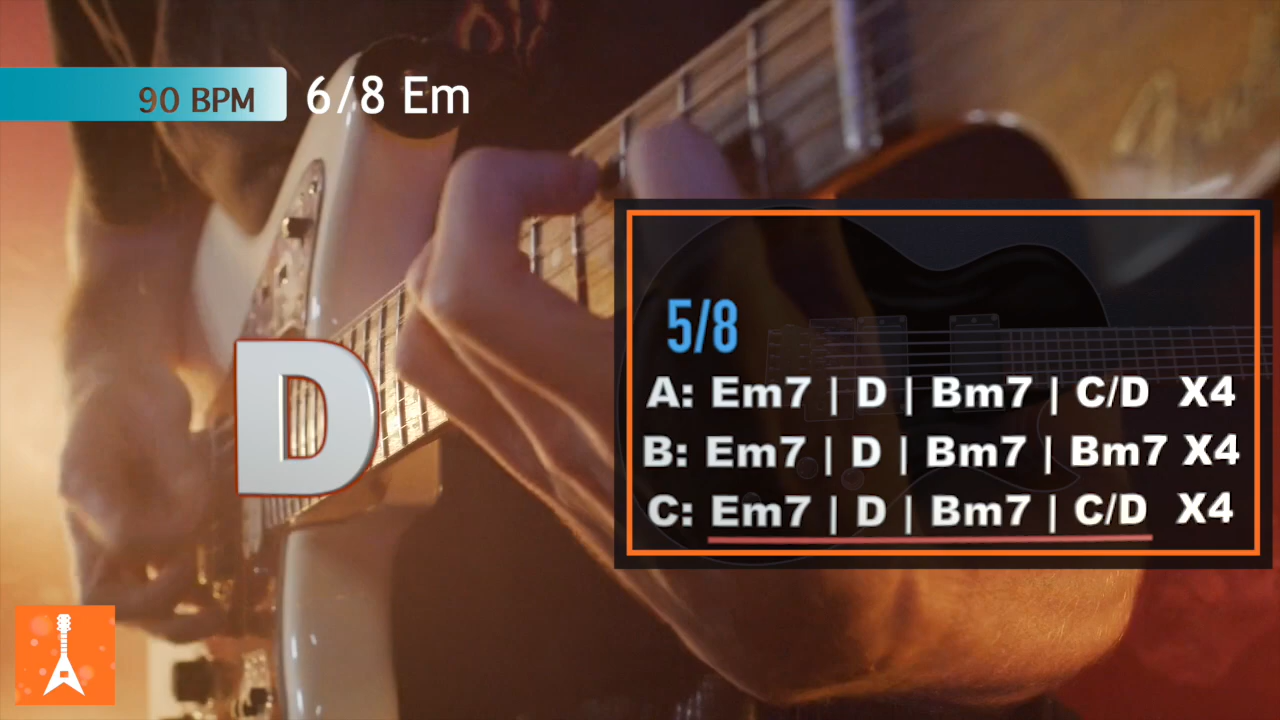 90 BPM 6/8 Em
D
5/8
A: Em7 | D | Bm7 | C/D X4
B: Em7 | D | Bm7 | Bm7 X4
C: Em7 | D | Bm7 | C/D X4